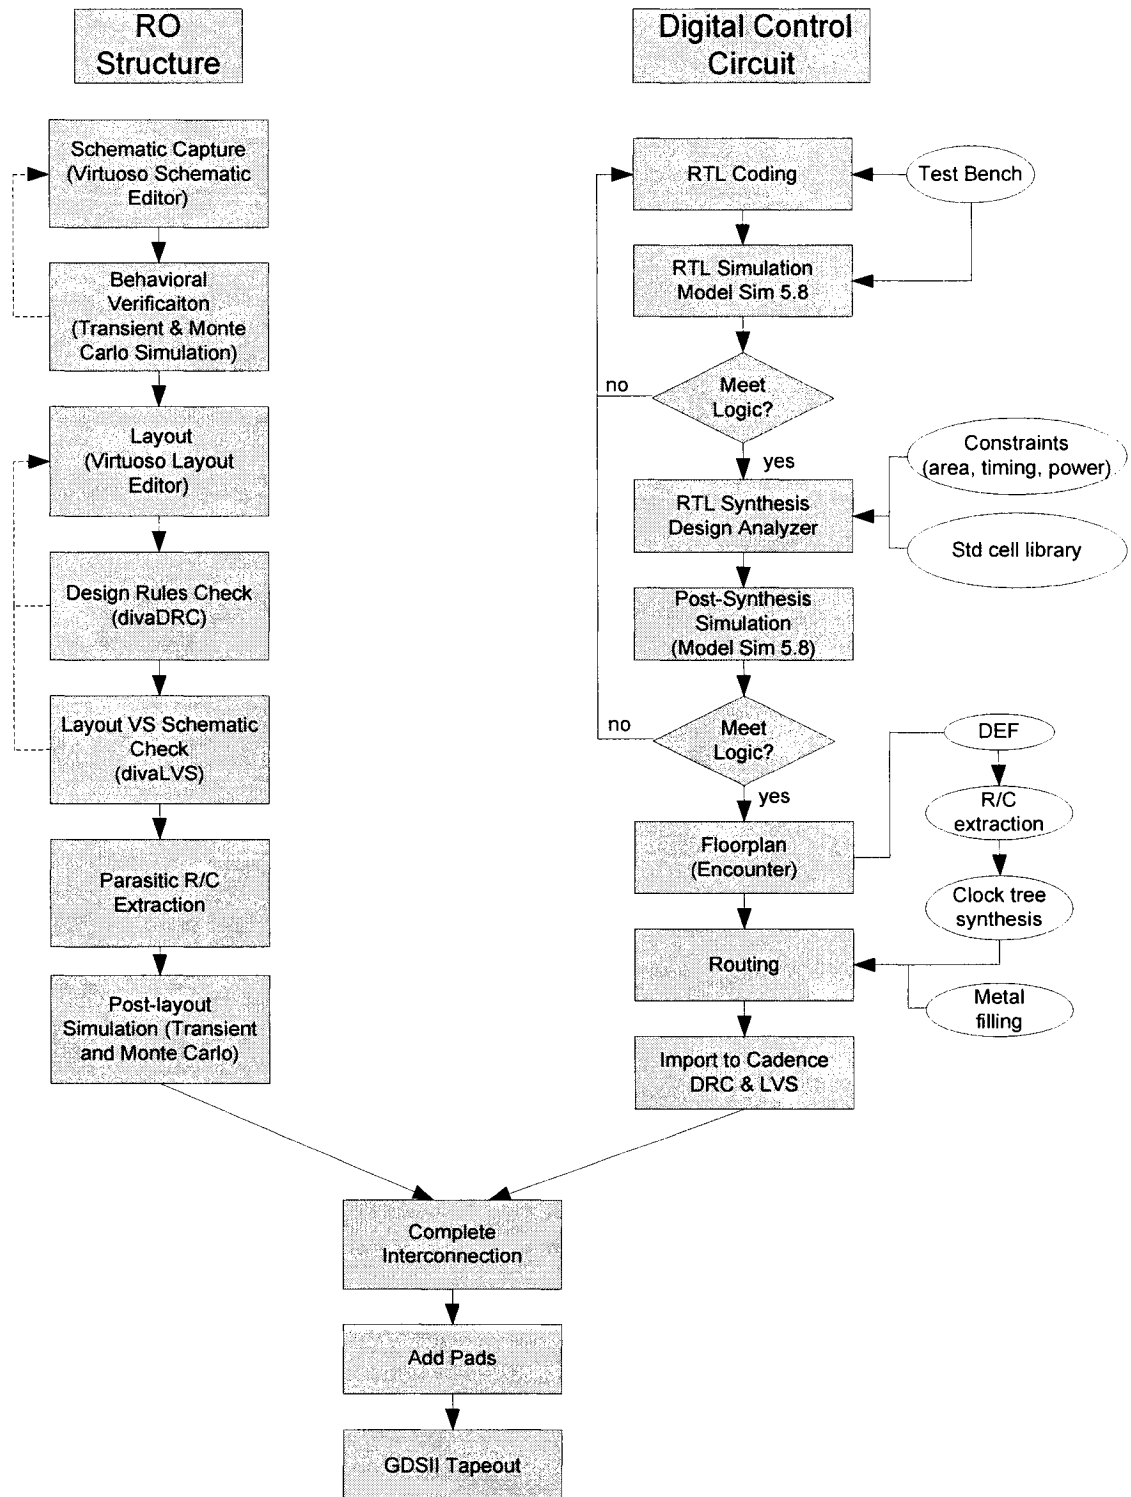 RO
Structure
Schematic Capture
(Virtuoso Schematic
Editor)
Behavioral
Verificaiton
(Transient & Monte
Carlo Simulation)
Layout
(Virtuoso Layout
Editor)
Design Rules Check
(divaDRC)
Layout VS Schematic
Check
(divaLVS)
Parasitic R/C
Extraction
Post-layout
Simulation (Transient
and Monte Carlo)
Digital Control
Circuit
RTL Coding
Test Bench
RTL Simulation
Model Sim 5.8
no
Meet
Logic?
yes
Constraints
(area, timing, power)
RTL Synthesis
Design Analyzer
Std cell library
Post-Synthesis
Simulation
(Model Sim 5.8)
no
Meet
Logic?
yes
DEF
R/C
extraction
Floorplan
(Encounter)
Clock tree
synthesis
Routing
Metal
filling
Import to Cadence
DRC & LVS
Complete
Interconnection
Add Pads
GDSII Tapeout